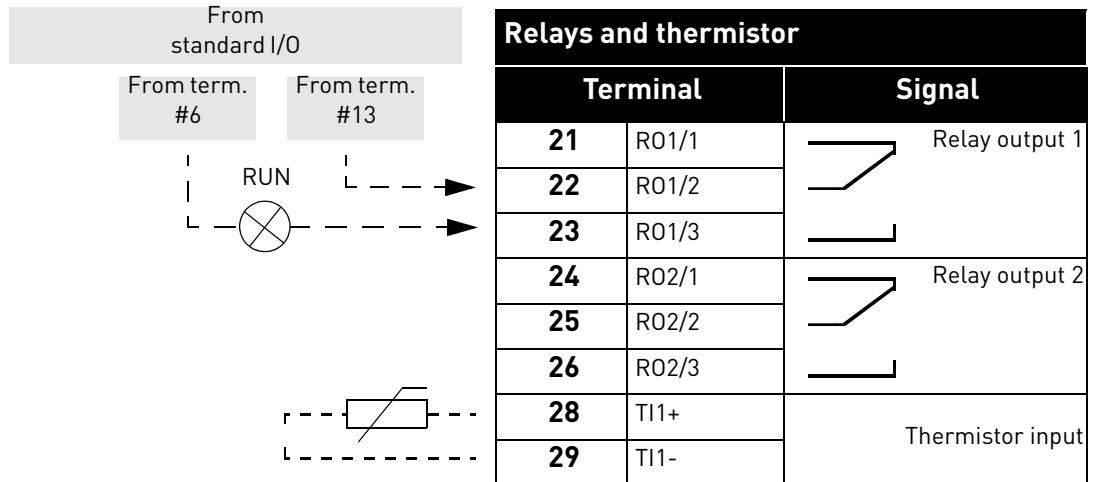 From
standard I/O
From term.
#6
From term.
#13
RUN
Relays and thermistor
Terminal Signal
21 RO1/1 Relay output 1
22 RO1/2
23 RO1/3
24 RO2/1 Relay output 2
25 RO2/2
26 RO2/3
28 TI1+
Thermistor input
29 TI1-